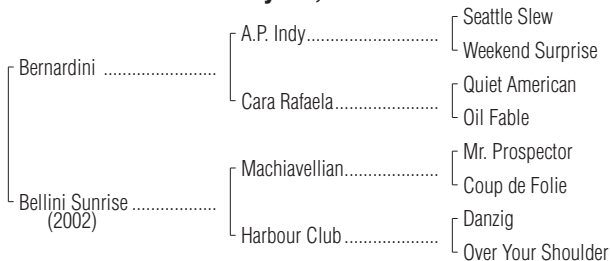 Seattle Slew
A.P. Indy..............................
Weekend Surprise
Bernardini .........................
Quiet American
Cara Rafaela.......................
Oil Fable
Mr. Prospector
Machiavellian.....................
Coup de Folie
Bellini Sunrise ...................
(2002)
Danzig
Harbour Club.....................
Over Your Shoulder